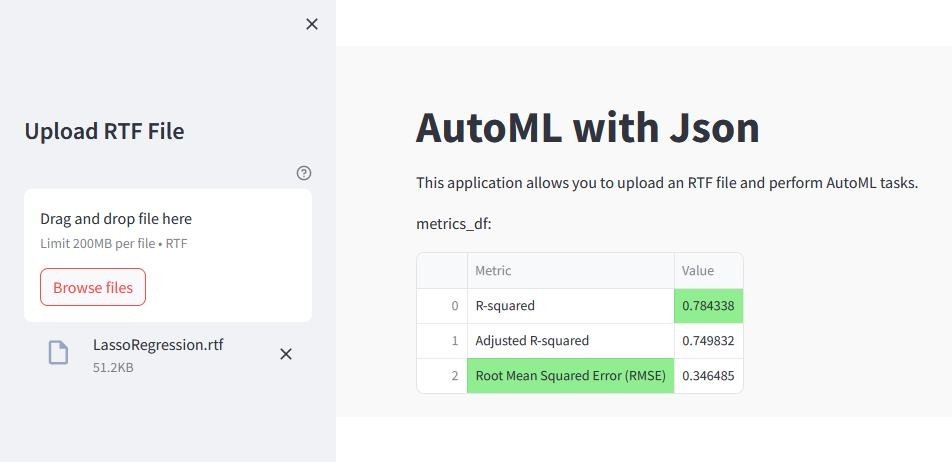 Upload RTF File
Drag and drop file here
Limit 200MB per file • RTF
Browse files
LassoRegression.rtf
51.2KB
AutoML with Json
This application allows you to upload an RTF file and perform AutoML tasks.
metrics_df:
Metric Value
0 R-squared 0.784338
1 Adjusted R-squared 0.749832
2 Root Mean Squared Error (RMSE) 0.346485